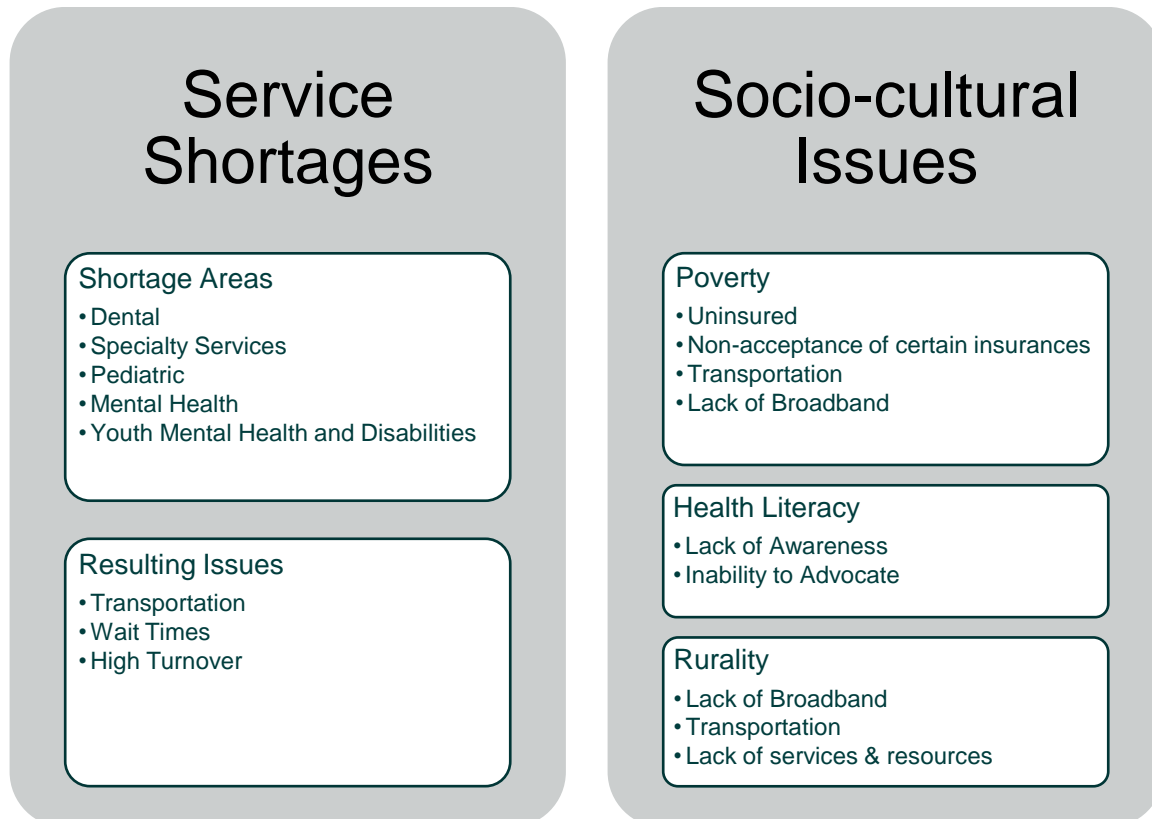 Service
Shortages
Shortage Areas
• Dental
• Specialty Services
• Pediatric
• Mental Health
• Youth Mental Health and Disabilities
Resulting Issues
• Transportation
• Wait Times
• High Turnover
Socio-cultural
Issues
Poverty
• Uninsured
• Non-acceptance of certain insurances
• Transportation
• Lack of Broadband
Health Literacy
• Lack of Awareness
• Inability to Advocate
Rurality
• Lack of Broadband
• Transportation
• Lack of services & resources